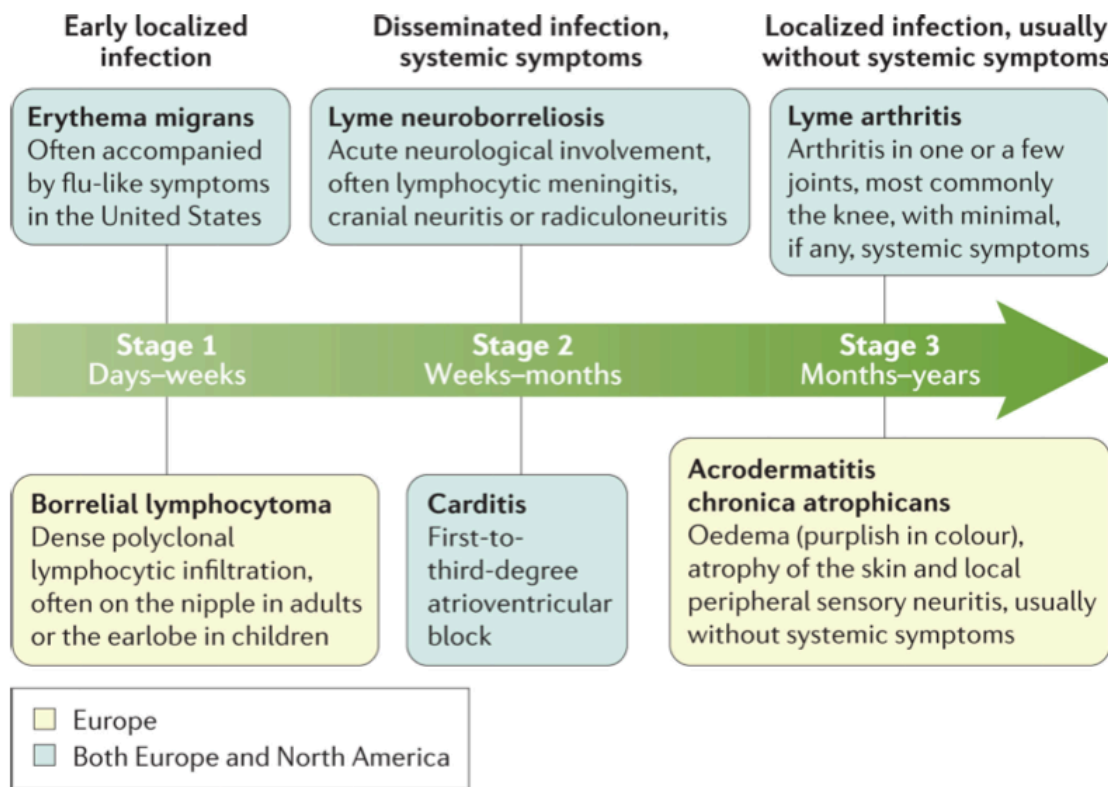 Early localized
infection
Disseminated infection,
systemic symptoms
Localized infection, usually
without systemic symptoms
Erythema migrans
Often accompanied
by flu-like symptoms
in the United States
Lyme neuroborreliosis
Acute neurological involvement,
often lymphocytic meningitis,
cranial neuritis or radiculoneuritis
Lyme arthritis
Arthritis in one or a few
joints, most commonly
the knee, with minimal,
if any, systemic symptoms
Stage 1
Days–weeks
Stage 2
Weeks–months
Stage 3
Months–years
Borrelial lymphocytoma
Dense polyclonal
lymphocytic infiltration,
often on the nipple in adults
or the earlobe in children
Carditis
First-to-
third-degree
atrioventricular
block
Acrodermatitis
chronica atrophicans
Oedema (purplish in colour),
atrophy of the skin and local
peripheral sensory neuritis, usually
without systemic symptoms
Europe
Both Europe and North America